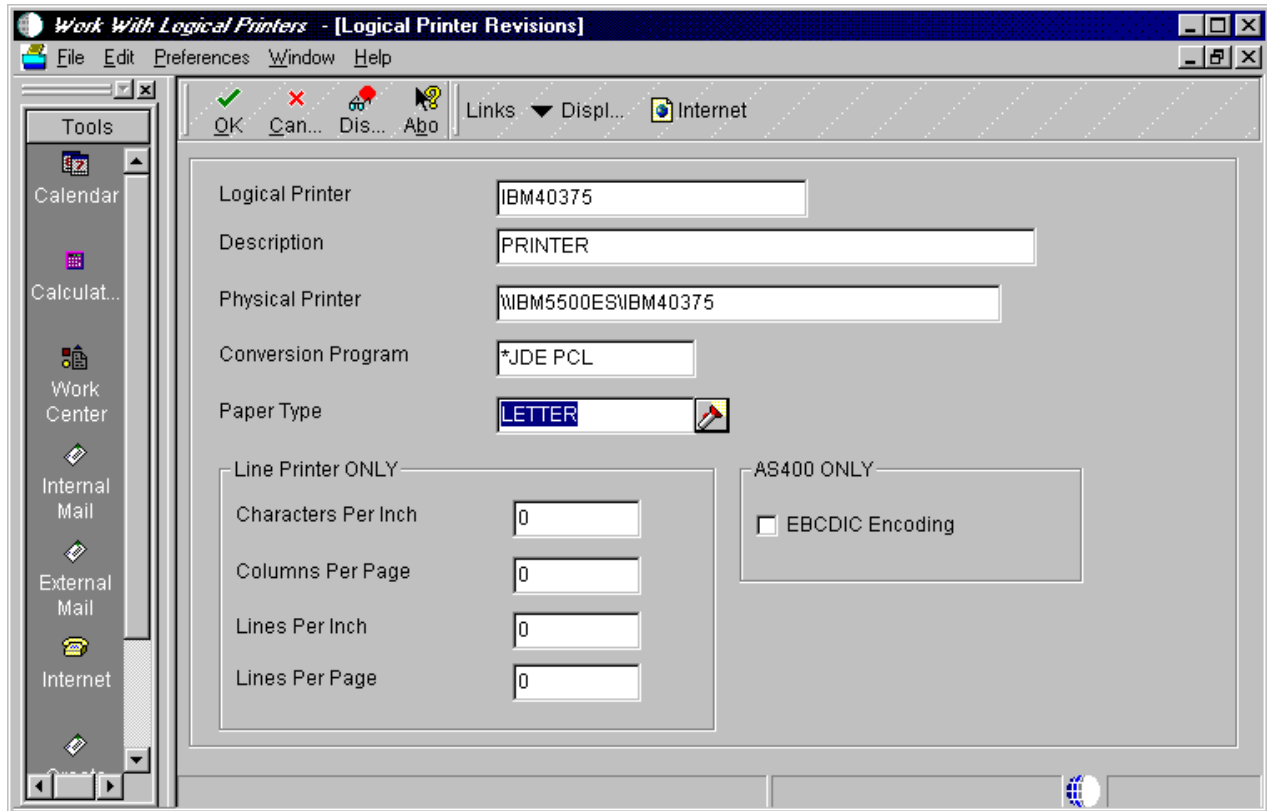 Work With Logical Printers - [Logical Printer Revisions]
File Edit Preferences Window Help
Tools
OK Can... Dis... Abo Links Displ... Internet
Calendar
Calculat...
Work
Center
Internal
Mail
External
Mail
Internet
Logical Printer IBM40375
Description PRINTER
Physical Printer \\IBM5500ES\IBM40375
Conversion Program *JDE PCL
Paper Type LETTER
Line Printer ONLY
Characters Per Inch 0
Columns Per Page 0
Lines Per Inch 0
Lines Per Page 0
AS400 ONLY
EBCDIC Encoding